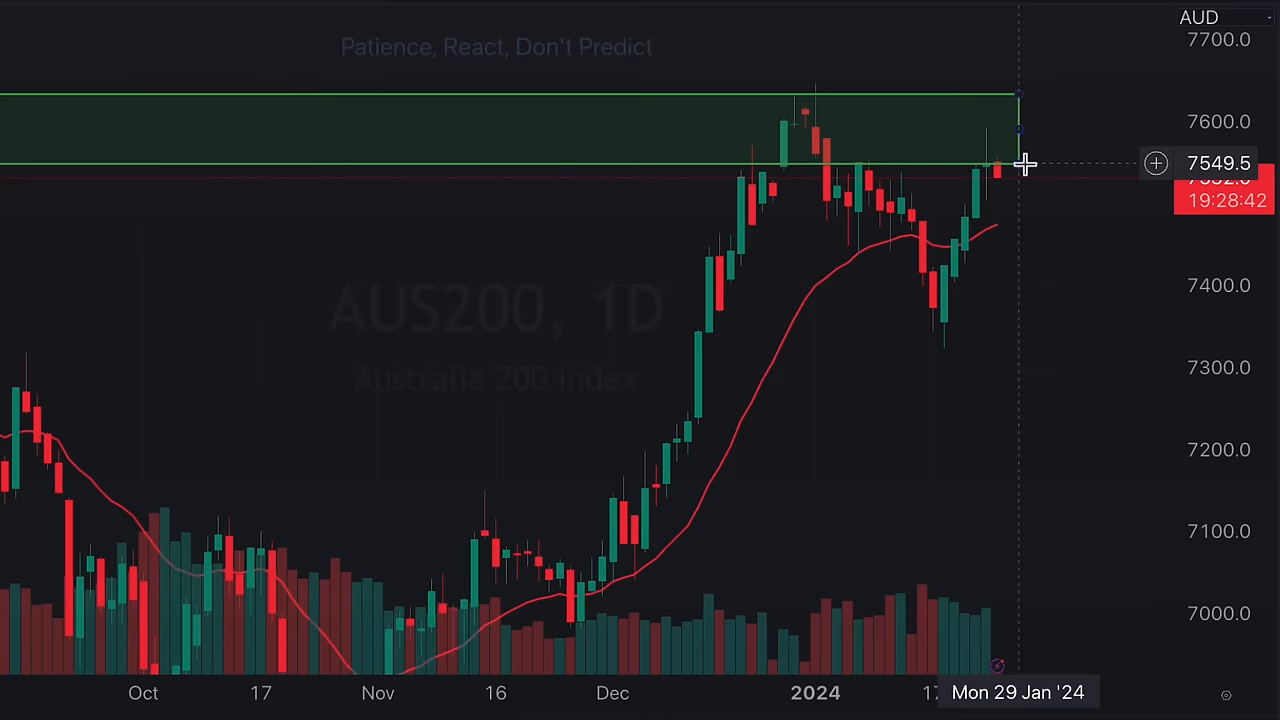 AUD
7700.0
Patience, React, Don't Predict
7600.0
7549.5
19:28:42
AUS200, 1D
7400.0
Australia 200 Index
7300.0
7200.0
7100.0
7000.0
Oct 17 Nov 16 Dec 2024 17 Mon 29 Jan '24